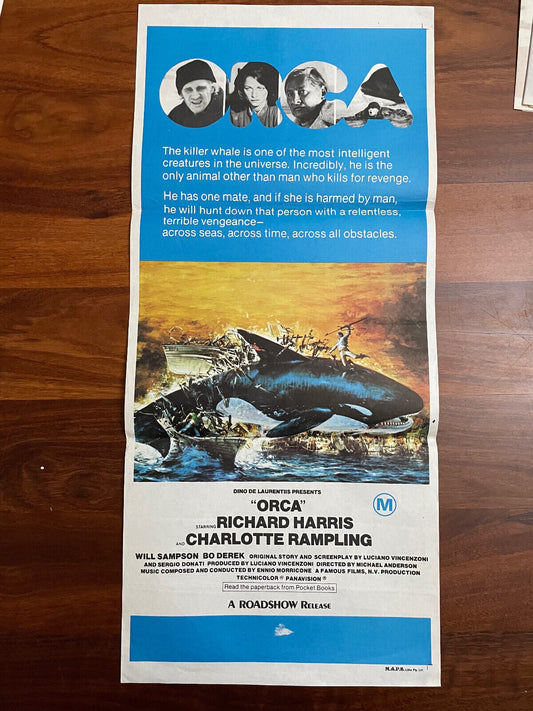 ORCA
The killer whale is one of the most intelligent
creatures in the universe. Incredibly, he is the
only animal other than man who kills for revenge.
He has one mate, and if she is harmed by man,
he will hunt down that person with a relentless,
terrible vengeance—
across seas, across time, across all obstacles.
DINO DE LAURENTIIS PRESENTS
"ORCA"
M
STARRING RICHARD HARRIS
AND CHARLOTTE RAMPLING
WILL SAMPSON BO DEREK ORIGINAL STORY AND SCREENPLAY BY LUCIANO VINCENZONI
AND SERGIO DONATI PRODUCED BY LUCIANO VINCENZONI DIRECTED BY MICHAEL ANDERSON
MUSIC COMPOSED AND CONDUCTED BY ENNIO MORRICONE A FAMOUS FILMS, N.V. PRODUCTION
TECHNICOLOR ® PANAVISION ®
Read the paperback from Pocket Books
A ROADSHOW RELEASE
M.A.P.S. Litho Pty. Ltd.